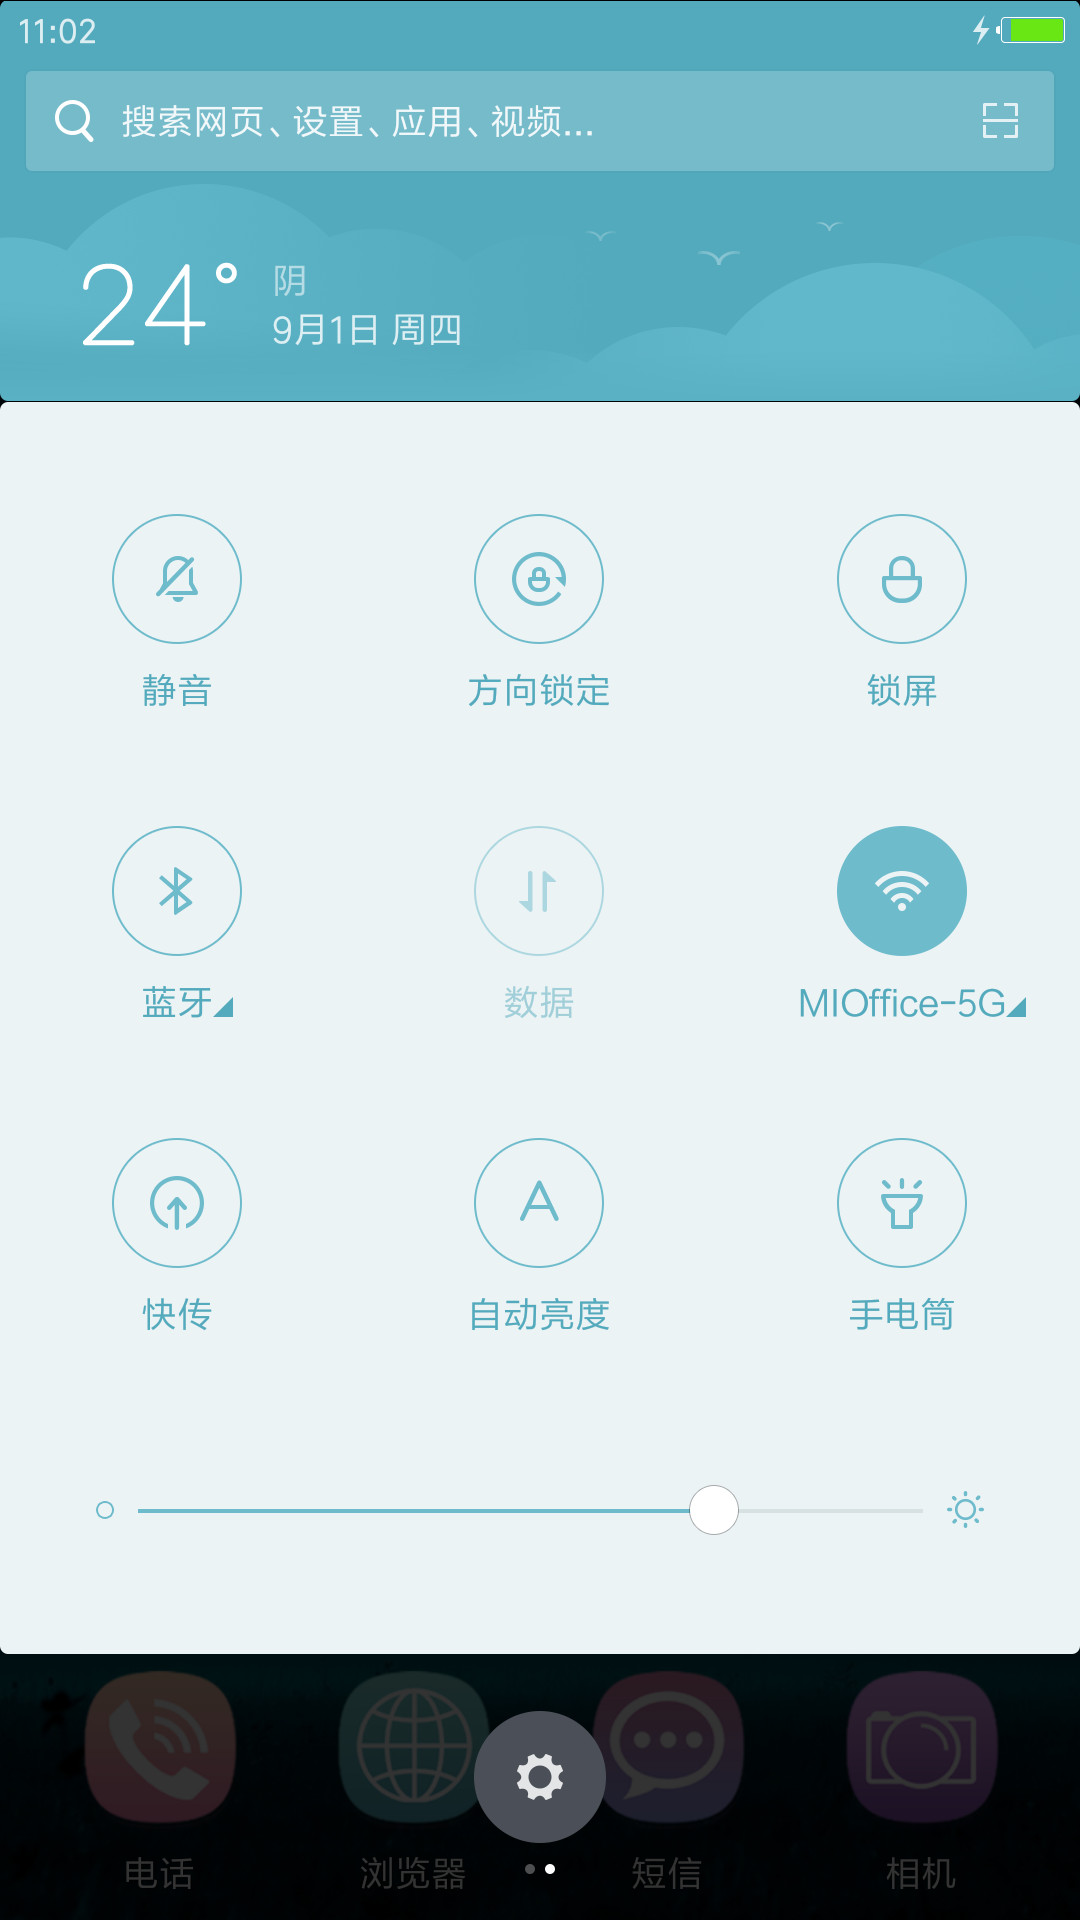 11:02
搜索网页、设置、应用、视频...
24°
阴
9月1日 周四
静音
方向锁定
锁屏
蓝牙
数据
MIOffice-5G
快传
自动亮度
手电筒
电话
浏览器
短信
相机